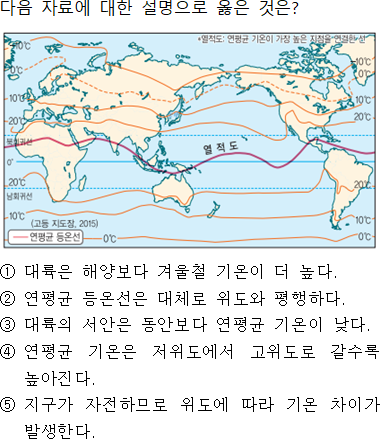 다음 자료에 대한 설명으로 옳은 것은?
*열적도: 연평균 기온이 가장 높은 지점을 연결한 선
10℃ 0℃ 10℃
10℃ 10℃
20℃ 20℃
북회귀선
열적도
0°
20℃ 20℃
남회귀선
10℃ 10℃
(고등 지도장, 2015)
연평균 등온선
0℃ 0℃
① 대륙은 해양보다 겨울철 기온이 더 높다.
② 연평균 등온선은 대체로 위도와 평행하다.
③ 대륙의 서안은 동안보다 연평균 기온이 낮다.
④ 연평균 기온은 저위도에서 고위도로 갈수록
높아진다.
⑤ 지구가 자전하므로 위도에 따라 기온 차이가
발생한다.